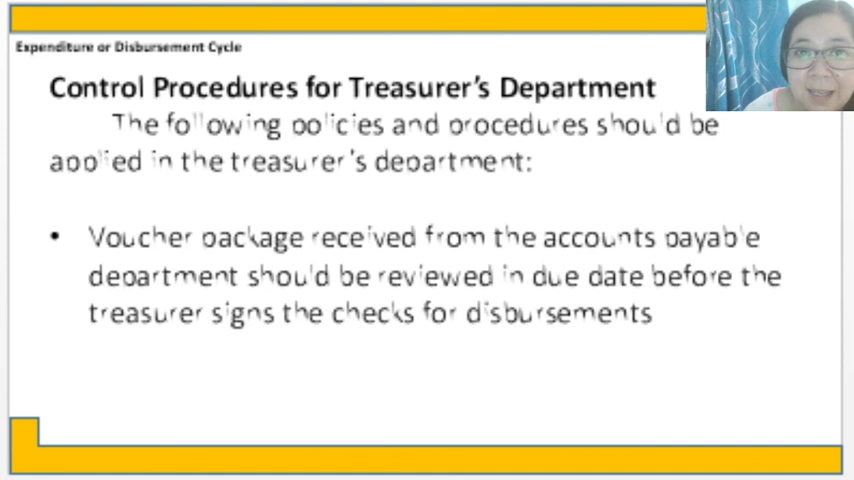 Expenditure or Disbursement Cycle
Control Procedures for Treasurer's Department
The following policies and procedures should be
applied in the treasurer's department:
• Voucher package received from the accounts payable
department should be reviewed in due date before the
treasurer signs the checks for disbursements